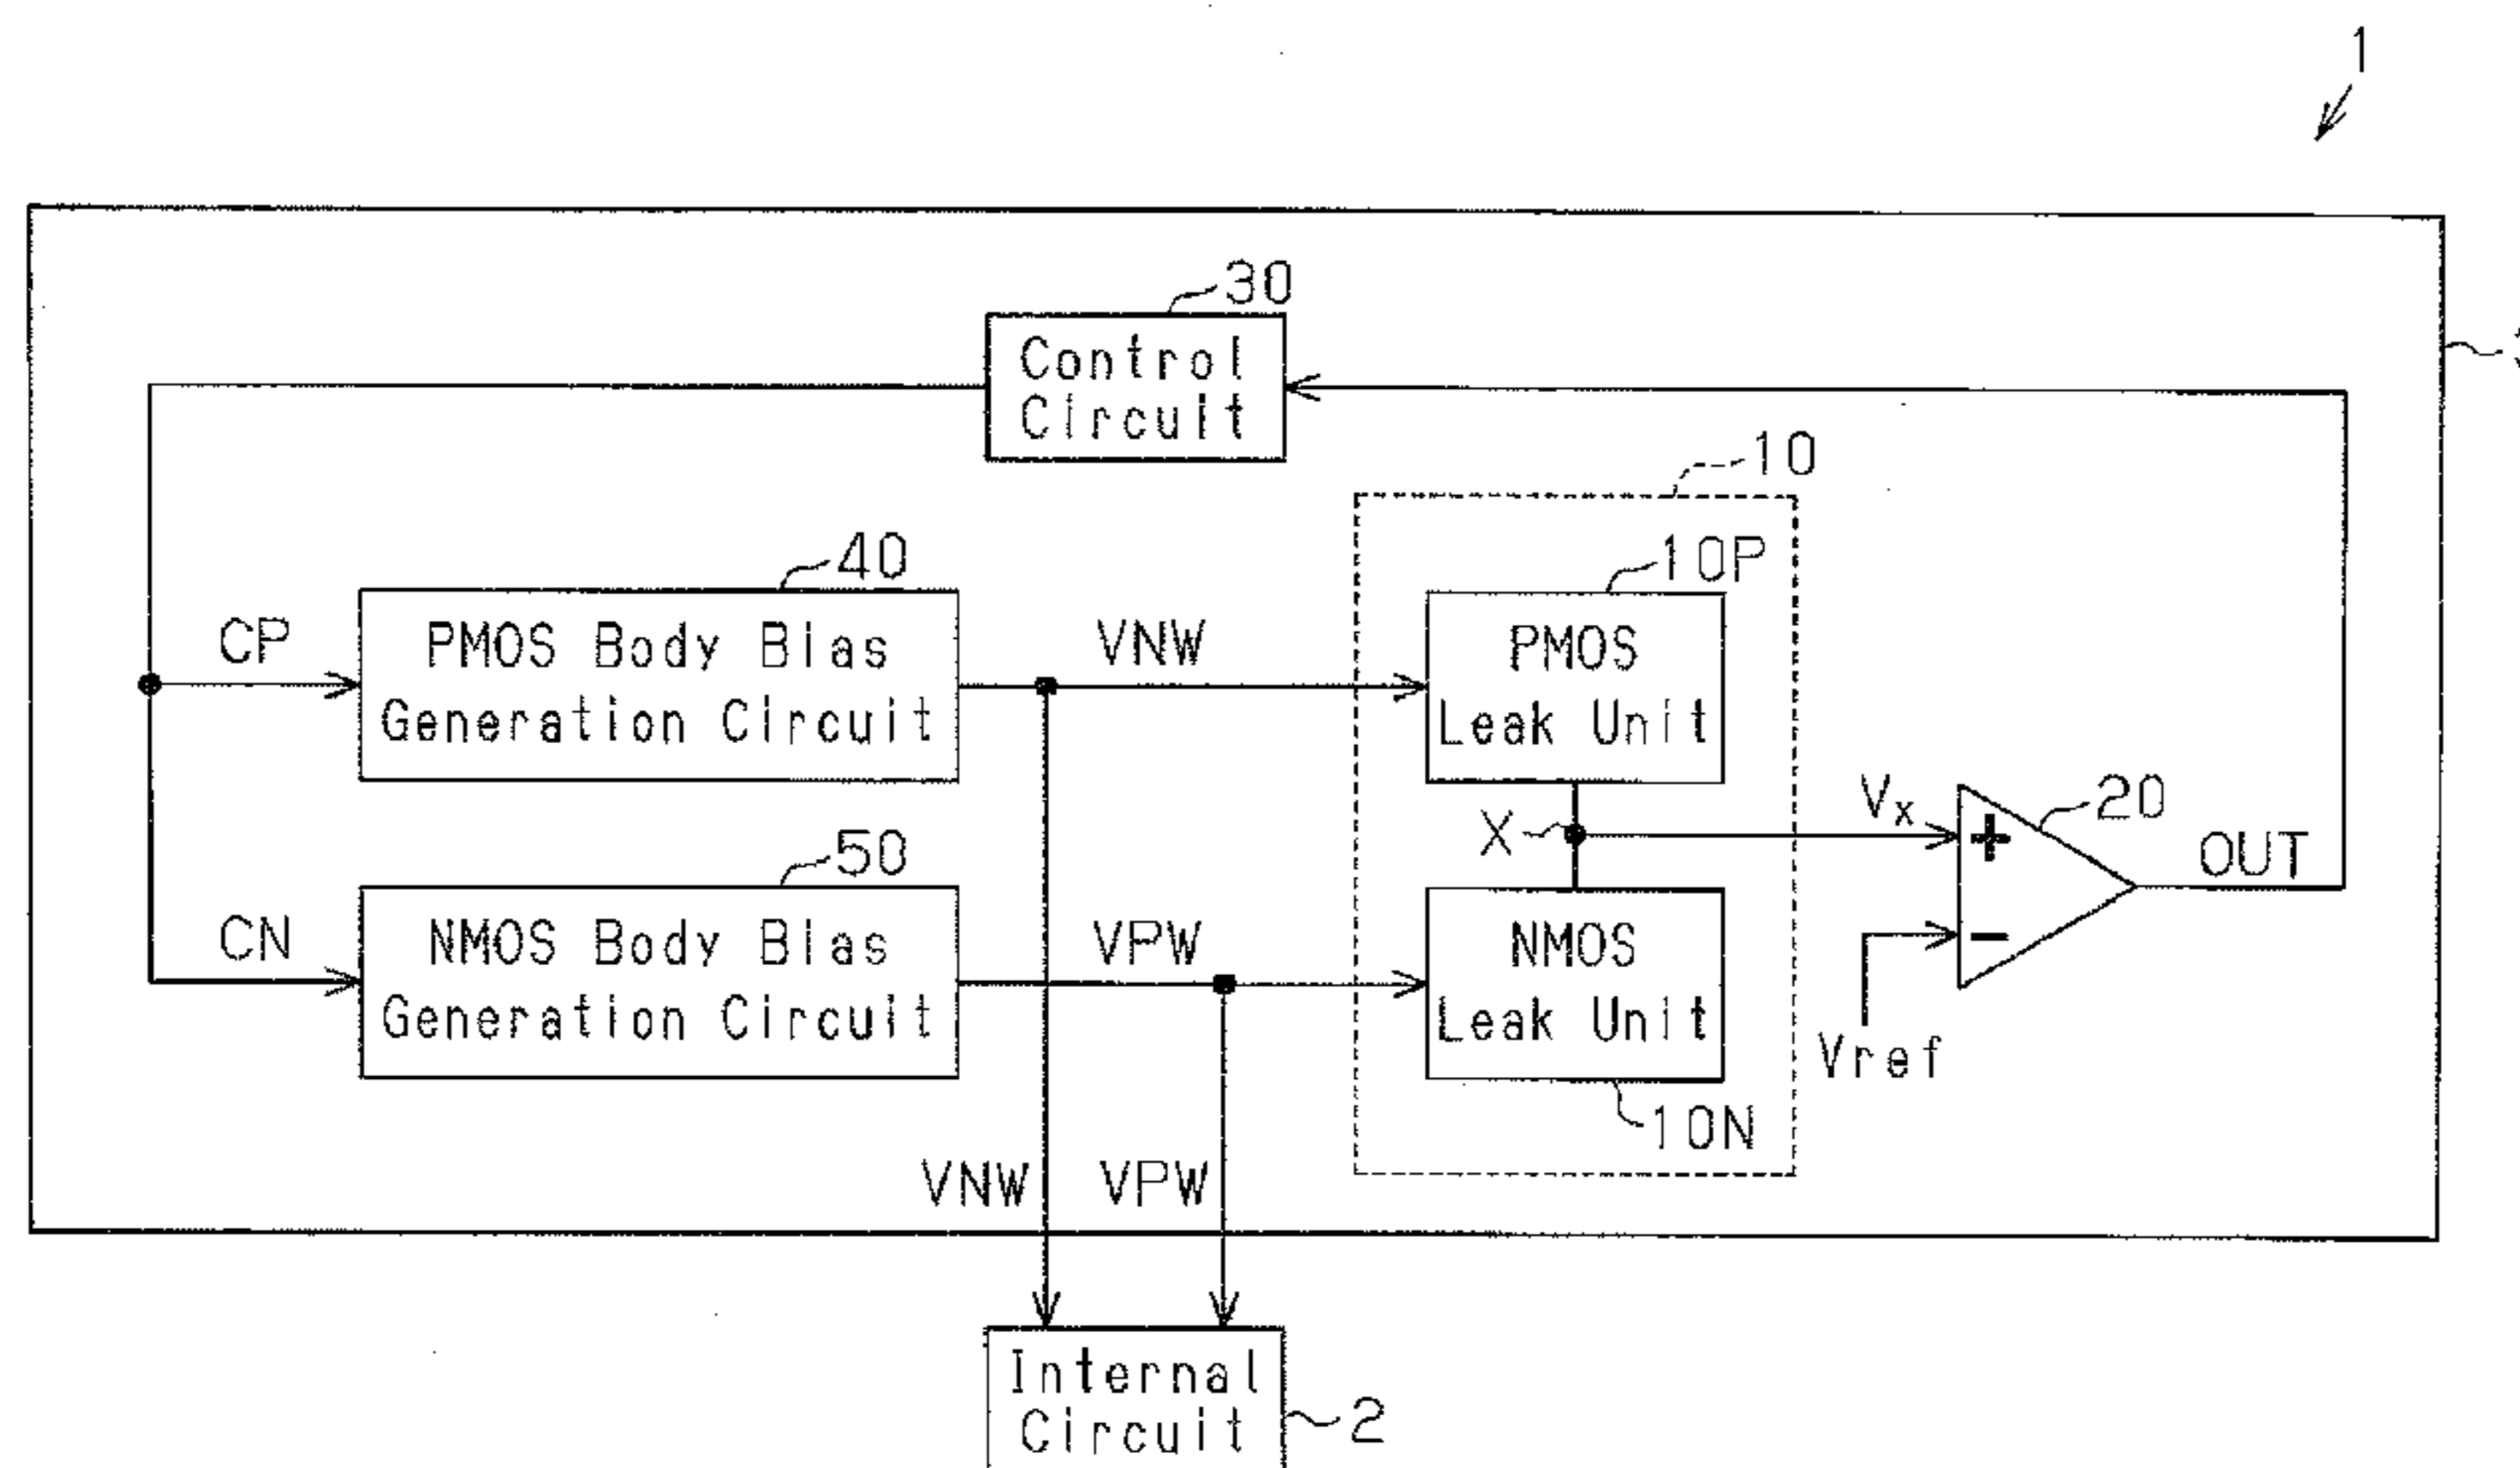 1
30
Control
Circuit
10
40
10P
CP
PMOS Body Bias
Generation Circuit
VNW
PMOS
Leak Unit
Vx
20
X
+
OUT
50
CN
NMOS Body Bias
Generation Circuit
VPW
NMOS
Leak Unit
−
Vref
10N
VNW
VPW
Internal
Circuit
2